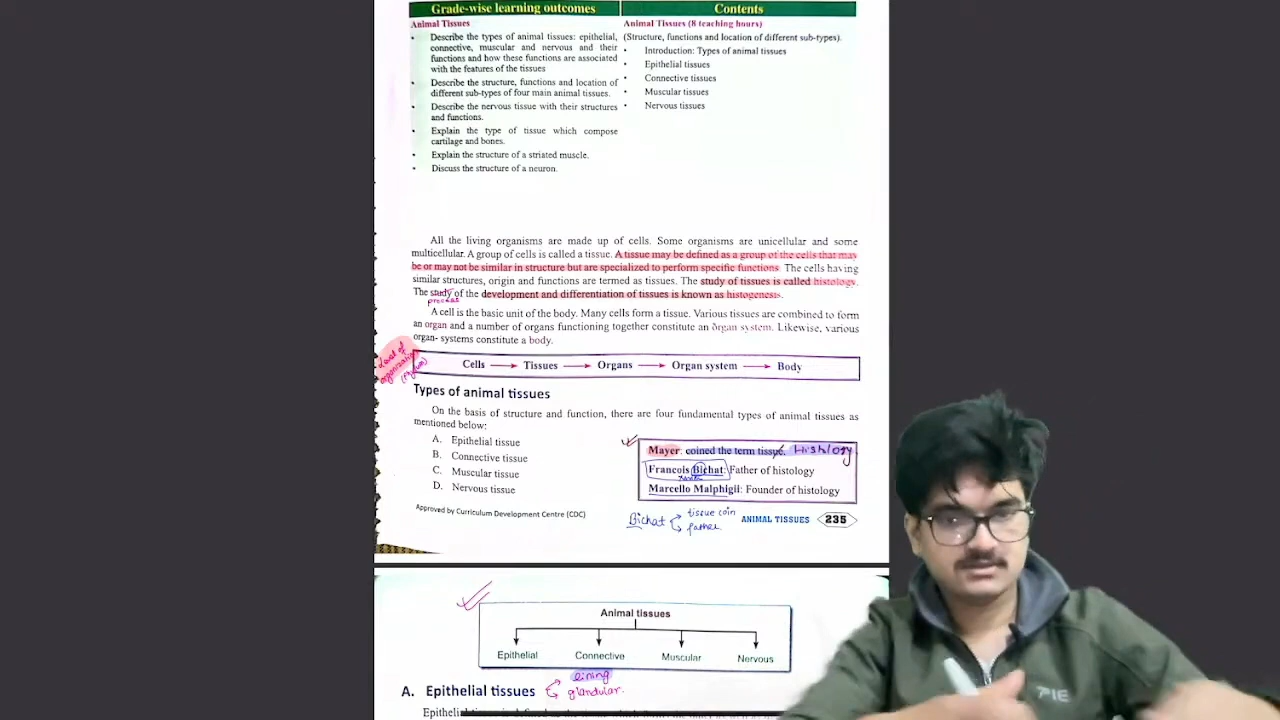 Grade-wise learning outcomes
Contents
Animal Tissues
• Describe the types of animal tissues: epithelial,
connective, muscular and nervous and their
functions and how these functions are associated
with the features of the tissues
• Describe the structure, functions and location of
different sub-types of four main animal tissues.
• Describe the nervous tissue with their structures
and functions.
• Explain the type of tissue which compose
cartilage and bones.
• Explain the structure of a striated muscle.
• Discuss the structure of a neuron.
Animal Tissues (8 teaching hours)
(Structure, functions and location of different sub-types).
• Introduction: Types of animal tissues
• Epithelial tissues
• Connective tissues
• Muscular tissues
• Nervous tissues
All the living organisms are made up of cells. Some organisms are unicellular and some
multicellular. A group of cells is called a tissue. A tissue may be defined as a group of the cells that may
be or may not be similar in structure but are specialized to perform specific functions. The cells having
similar structures, origin and functions are termed as tissues. The study of tissues is called histology.
The study of the development and differentiation of tissues is known as histogenesis.
process
A cell is the basic unit of the body. Many cells form a tissue. Various tissues are combined to form
an organ and a number of organs functioning together constitute an organ system. Likewise, various
organ- systems constitute a body.
Level of
organization
Cells → Tissues → Organs → Organ system → Body
Types of animal tissues
On the basis of structure and function, there are four fundamental types of animal tissues as
mentioned below:
A. Epithelial tissue
B. Connective tissue
C. Muscular tissue
D. Nervous tissue
Mayer: coined the term tissue. Histology
Francois Bichat: Father of histology
Marcello Malphigii: Founder of histology
Bichat
tissue coin
father
Approved by Curriculum Development Centre (CDC)
ANIMAL TISSUES 235
Animal tissues
Epithelial Connective Muscular Nervous
A. Epithelial tissues
lining
glandular.